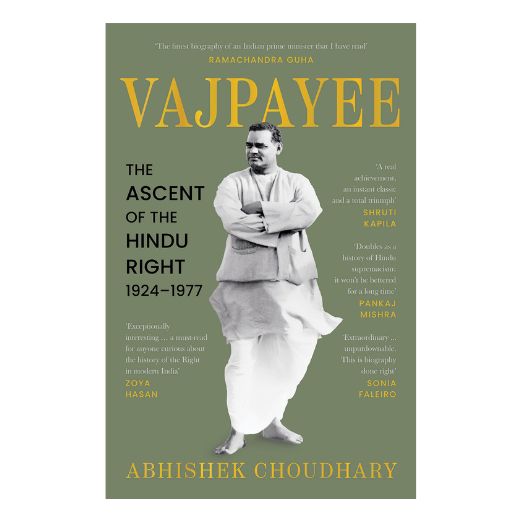 'The finest biography of an Indian prime minister that I have read'
RAMACHANDRA GUHA
VAJPAYEE
THE
ASCENT
OF THE
HINDU
RIGHT
1924–1977
'A real
achievement,
an instant classic
and a total triumph'
SHRUTI
KAPILA
'Doubles as a
history of Hindu
supremacism;
it won't be bettered
for a long time'
PANKAJ
MISHRA
'Exceptionally
interesting ... a must-read
for anyone curious about
the history of the Right
in modern India'
ZOYA
HASAN
'Extraordinary ...
unputdownable.
This is biography
done right'
SONIA
FALEIRO
ABHISHEK CHOUDHARY